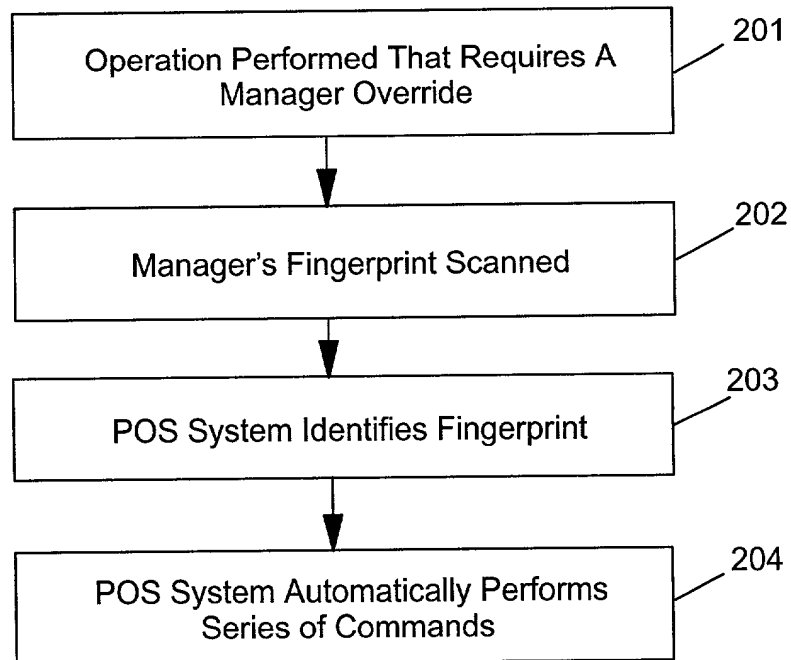 201
Operation Performed That Requires A
Manager Override
202
Manager's Fingerprint Scanned
203
POS System Identifies Fingerprint
204
POS System Automatically Performs
Series of Commands